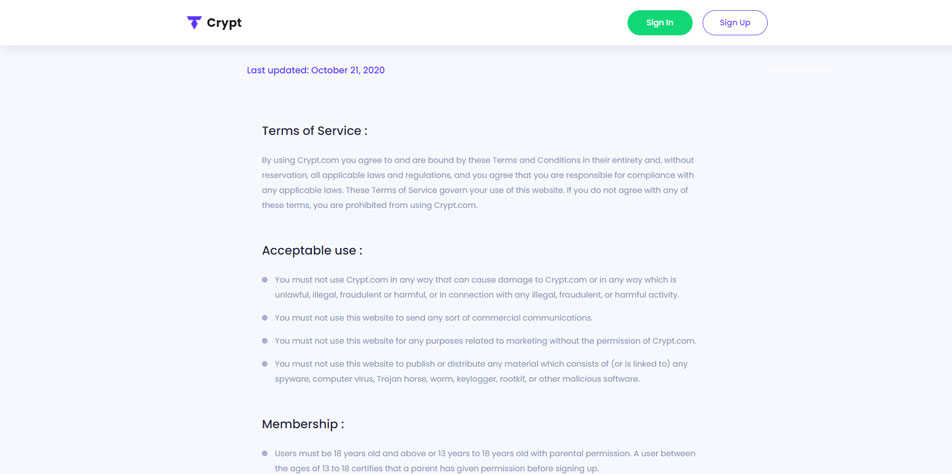 Crypt
Sign In
Sign Up
Last updated: October 21, 2020
Terms of Service :
By using Crypt.com you agree to and are bound by these Terms and Conditions in their entirety and, without
reservation, all applicable laws and regulations, and you agree that you are responsible for compliance with
any applicable laws. These Terms of Service govern your use of this website. If you do not agree with any of
these terms, you are prohibited from using Crypt.com.
Acceptable use :
You must not use Crypt.com in any way that can cause damage to Crypt.com or in any way which is
unlawful, illegal, fraudulent or harmful, or in connection with any illegal, fraudulent, or harmful activity.
You must not use this website to send any sort of commercial communications.
You must not use this website for any purposes related to marketing without the permission of Crypt.com.
You must not use this website to publish or distribute any material which consists of (or is linked to) any
spyware, computer virus, Trojan horse, worm, keylogger, rootkit, or other malicious software.
Membership :
Users must be 18 years old and above or 13 years to 18 years old with parental permission. A user between
the ages of 13 to 18 certifies that a parent has given permission before signing up.